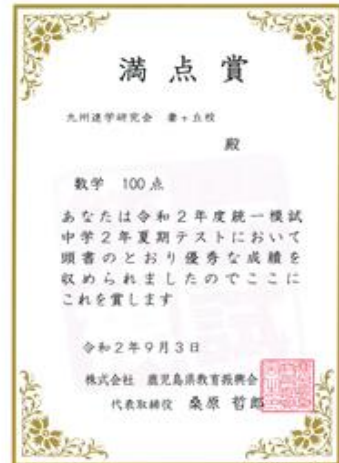 満点賞
九州進学研究会 妻ヶ丘校
殿
数学 100点
あなたは令和2年度統一模試
中学2年夏期テストにおいて
頭書のとおり優秀な成績を
収められましたのでここに
これを賞します
令和2年9月3日
株式会社 鹿児島県教育振興会
代表取締役 桑原 哲郎